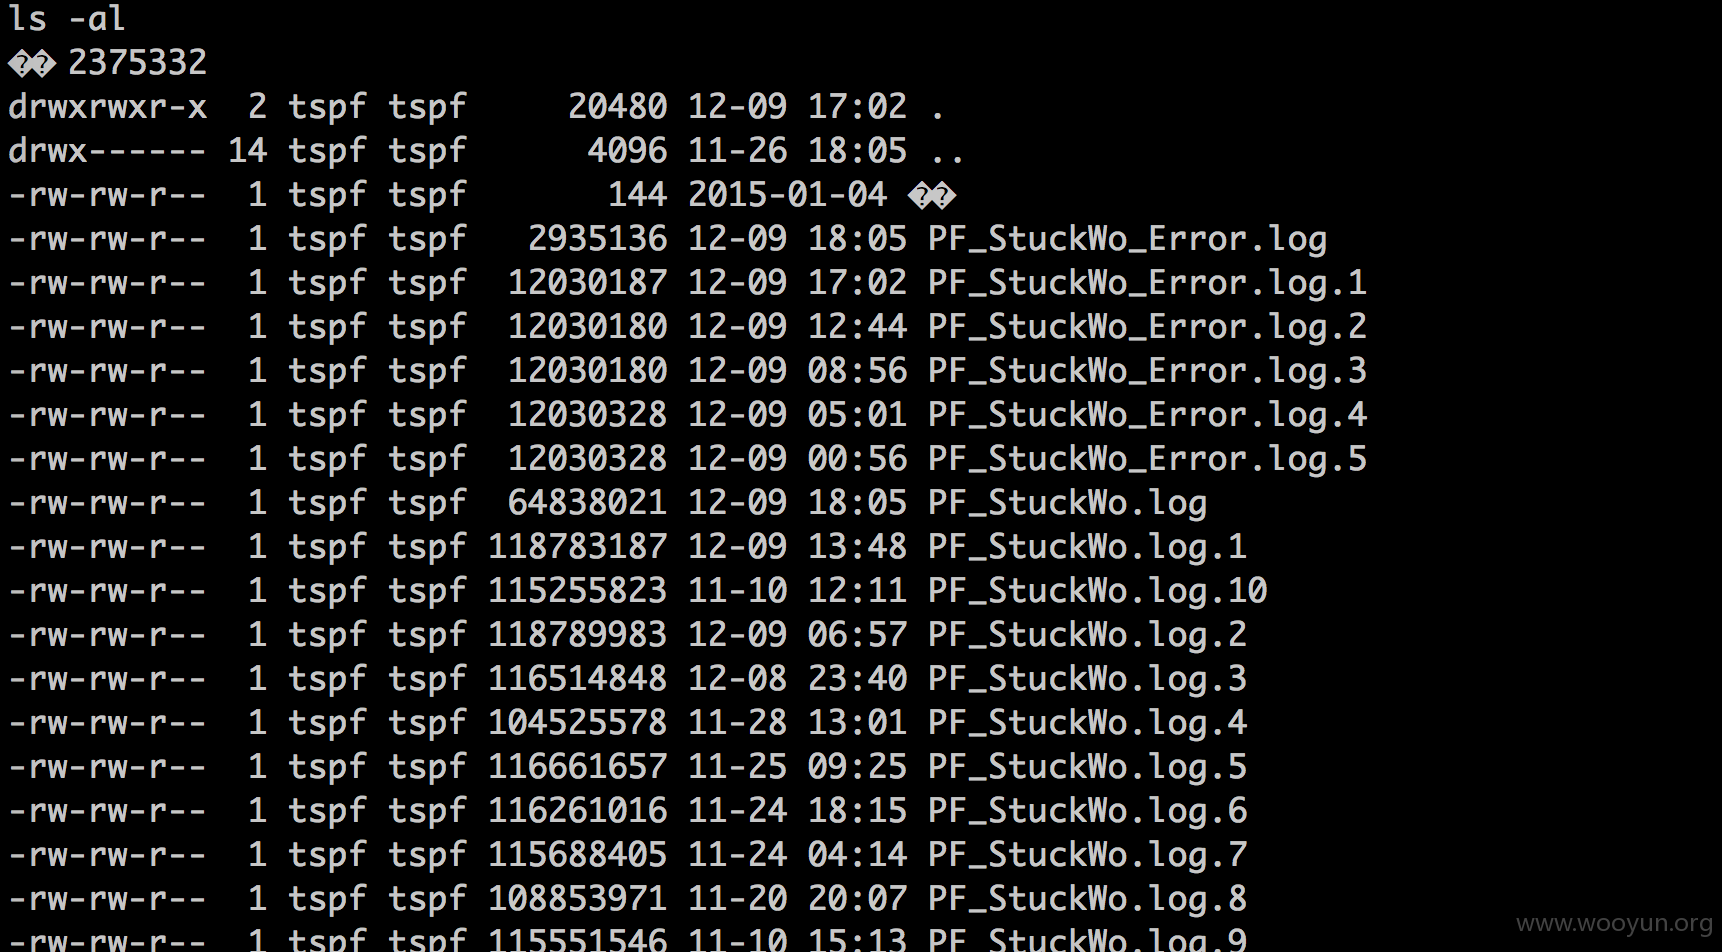 ls -al
�� 2375332
drwxrwxr-x  2 tspf tspf     20480 12-09 17:02 .
drwx------ 14 tspf tspf      4096 11-26 18:05 ..
-rw-rw-r--  1 tspf tspf       144 2015-01-04 ��
-rw-rw-r--  1 tspf tspf   2935136 12-09 18:05 PF_StuckWo_Error.log
-rw-rw-r--  1 tspf tspf  12030187 12-09 17:02 PF_StuckWo_Error.log.1
-rw-rw-r--  1 tspf tspf  12030180 12-09 12:44 PF_StuckWo_Error.log.2
-rw-rw-r--  1 tspf tspf  12030180 12-09 08:56 PF_StuckWo_Error.log.3
-rw-rw-r--  1 tspf tspf  12030328 12-09 05:01 PF_StuckWo_Error.log.4
-rw-rw-r--  1 tspf tspf  12030328 12-09 00:56 PF_StuckWo_Error.log.5
-rw-rw-r--  1 tspf tspf  64838021 12-09 18:05 PF_StuckWo.log
-rw-rw-r--  1 tspf tspf 118783187 12-09 13:48 PF_StuckWo.log.1
-rw-rw-r--  1 tspf tspf 115255823 11-10 12:11 PF_StuckWo.log.10
-rw-rw-r--  1 tspf tspf 118789983 12-09 06:57 PF_StuckWo.log.2
-rw-rw-r--  1 tspf tspf 116514848 12-08 23:40 PF_StuckWo.log.3
-rw-rw-r--  1 tspf tspf 104525578 11-28 13:01 PF_StuckWo.log.4
-rw-rw-r--  1 tspf tspf 116661657 11-25 09:25 PF_StuckWo.log.5
-rw-rw-r--  1 tspf tspf 116261016 11-24 18:15 PF_StuckWo.log.6
-rw-rw-r--  1 tspf tspf 115688405 11-24 04:14 PF_StuckWo.log.7
-rw-rw-r--  1 tspf tspf 108853971 11-20 20:07 PF_StuckWo.log.8
-rw-rw-r--  1 tspf tspf 115551546 11-10 15:13 PF_StuckWo.log.9
www.wooyun.org